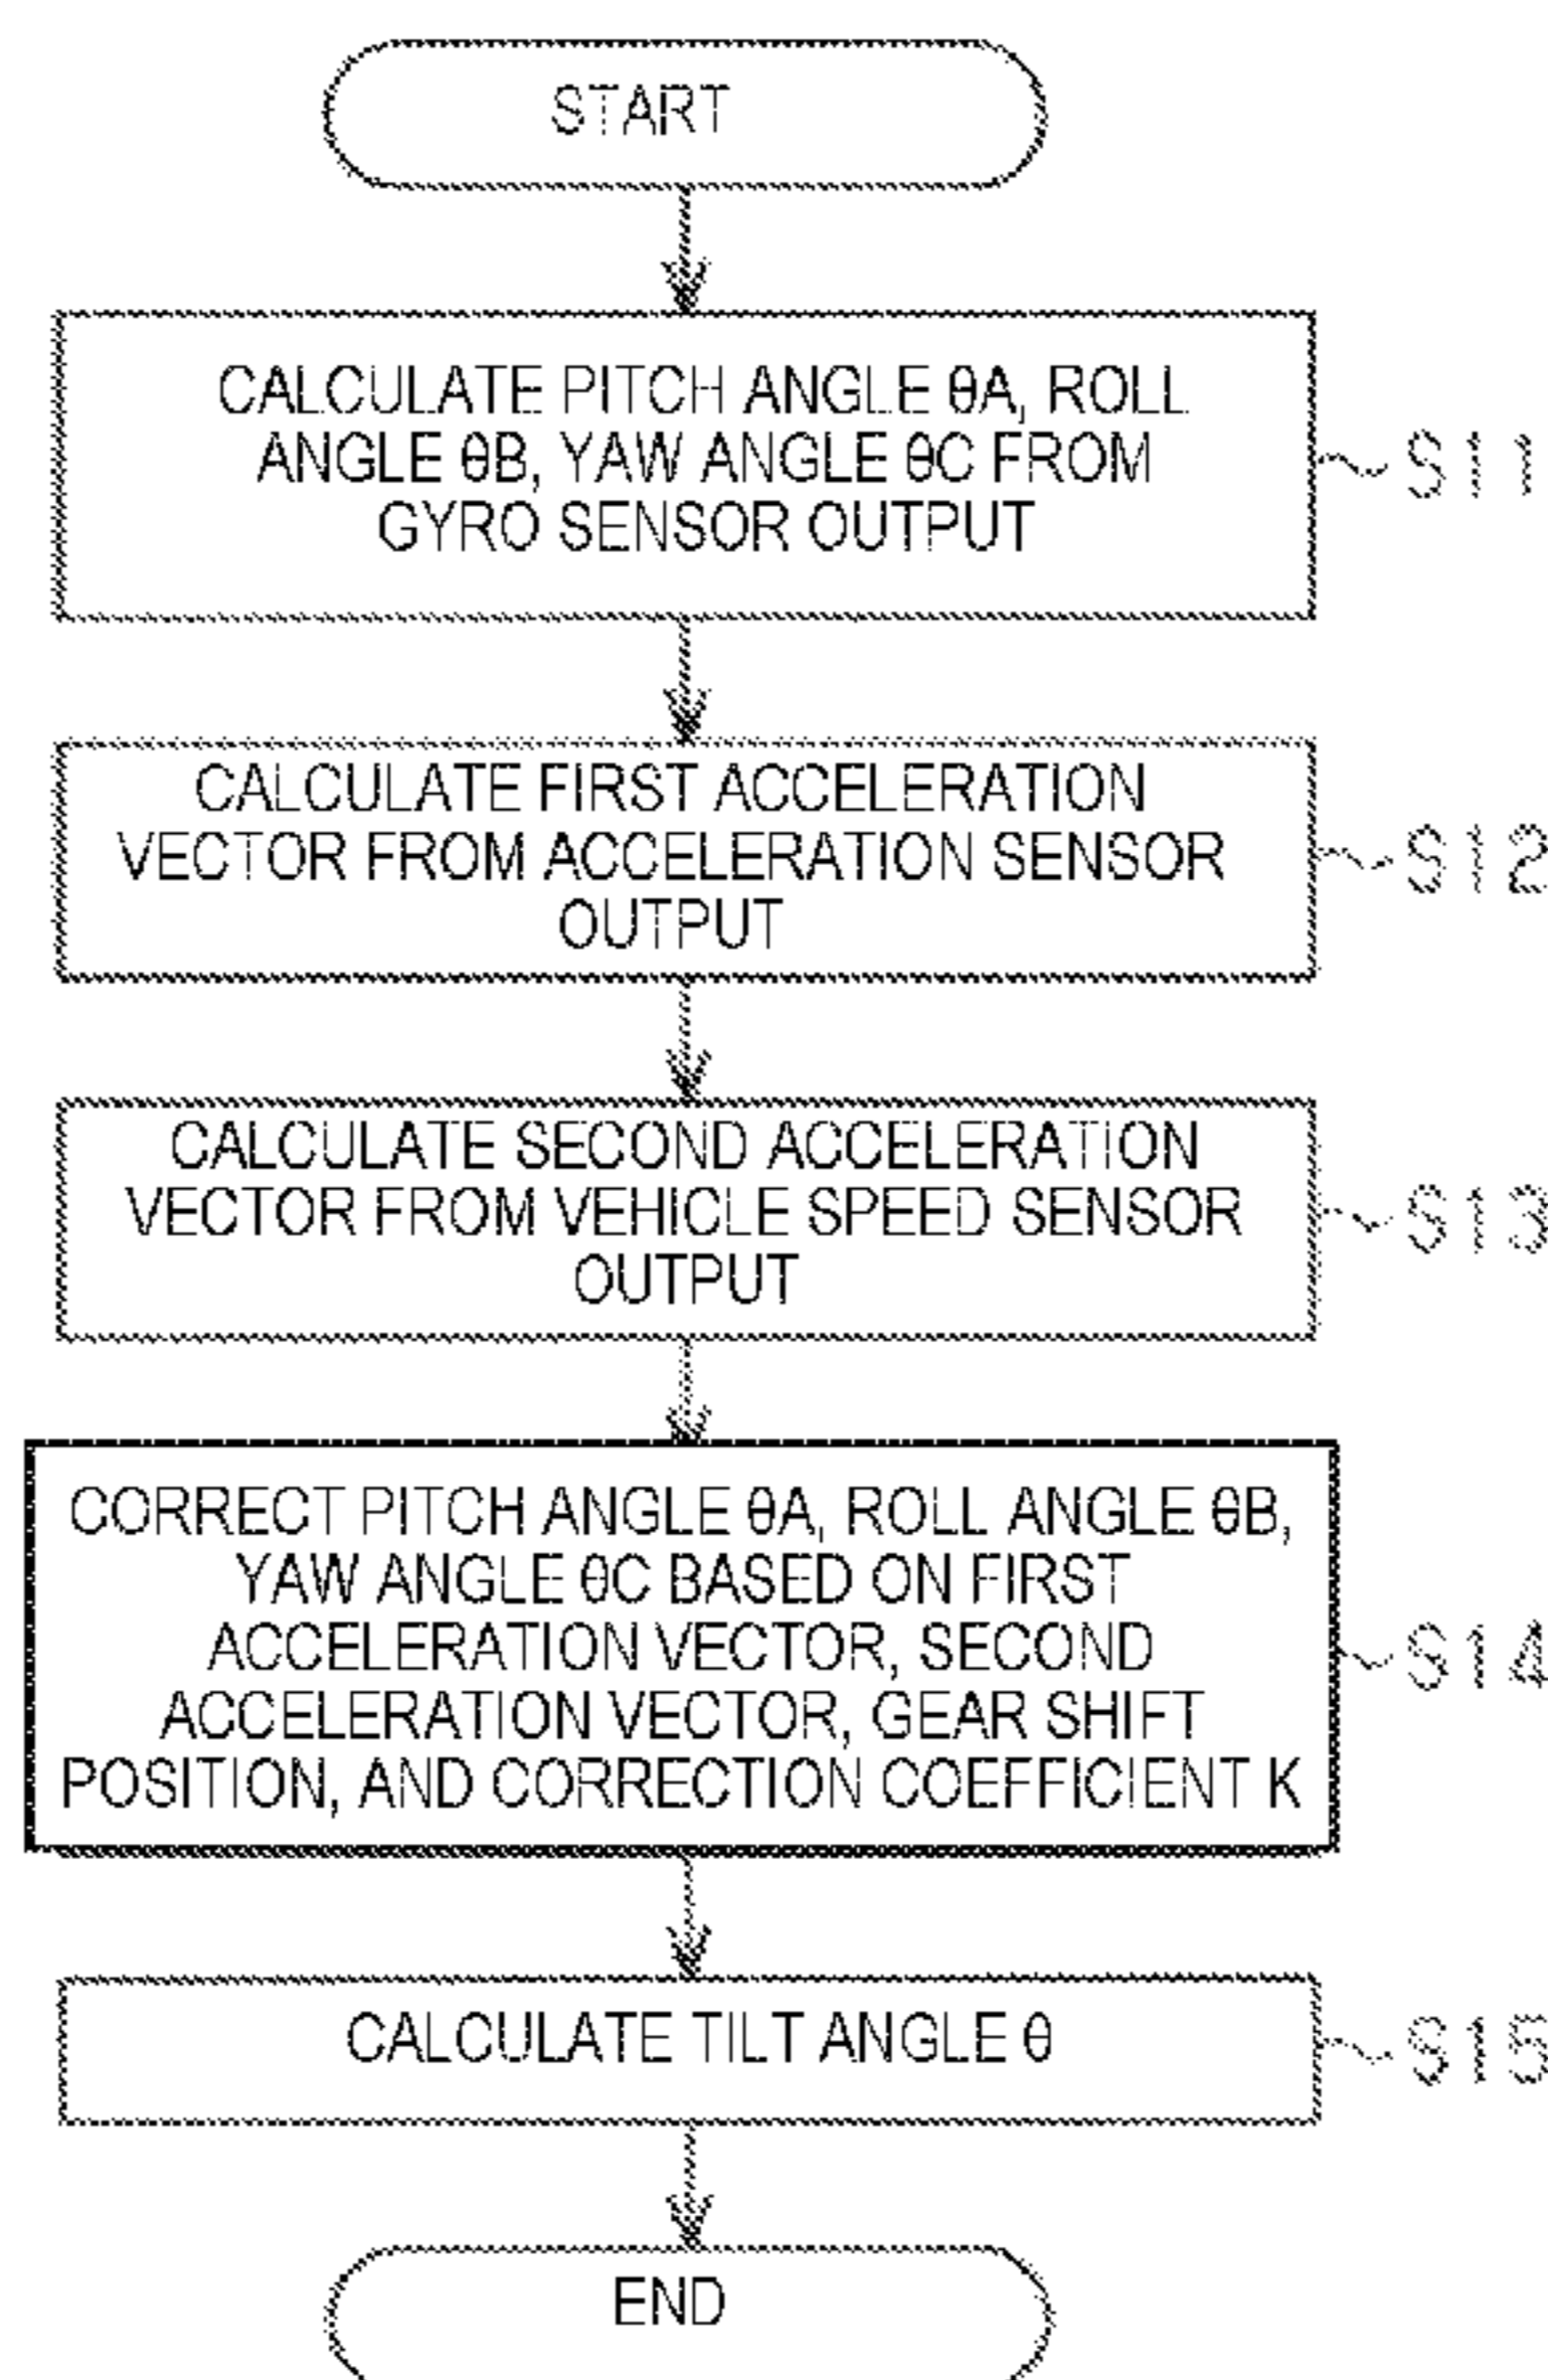 START
CALCULATE PITCH ANGLE θA, ROLL
ANGLE θB, YAW ANGLE θC FROM
GYRO SENSOR OUTPUT
S11
CALCULATE FIRST ACCELERATION
VECTOR FROM ACCELERATION SENSOR
OUTPUT
S12
CALCULATE SECOND ACCELERATION
VECTOR FROM VEHICLE SPEED SENSOR
OUTPUT
S13
CORRECT PITCH ANGLE θA, ROLL ANGLE θB,
YAW ANGLE θC BASED ON FIRST
ACCELERATION VECTOR, SECOND
ACCELERATION VECTOR, GEAR SHIFT
POSITION, AND CORRECTION COEFFICIENT K
S14
CALCULATE TILT ANGLE θ
S15
END